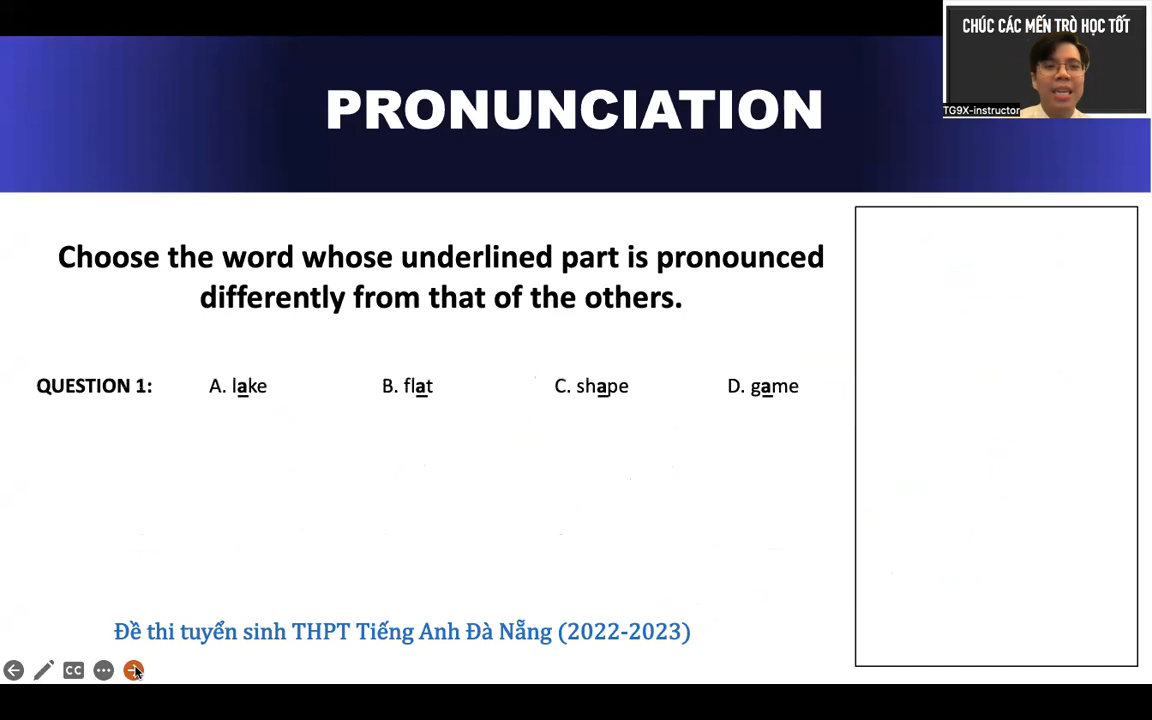 CHÚC CÁC MẾN TRÒ HỌC TỐT
TG9X-instructor
PRONUNCIATION
Choose the word whose underlined part is pronounced
differently from that of the others.
QUESTION 1: A. lake B. flat C. shape D. game
Đề thi tuyển sinh THPT Tiếng Anh Đà Nẵng (2022-2023)
CC